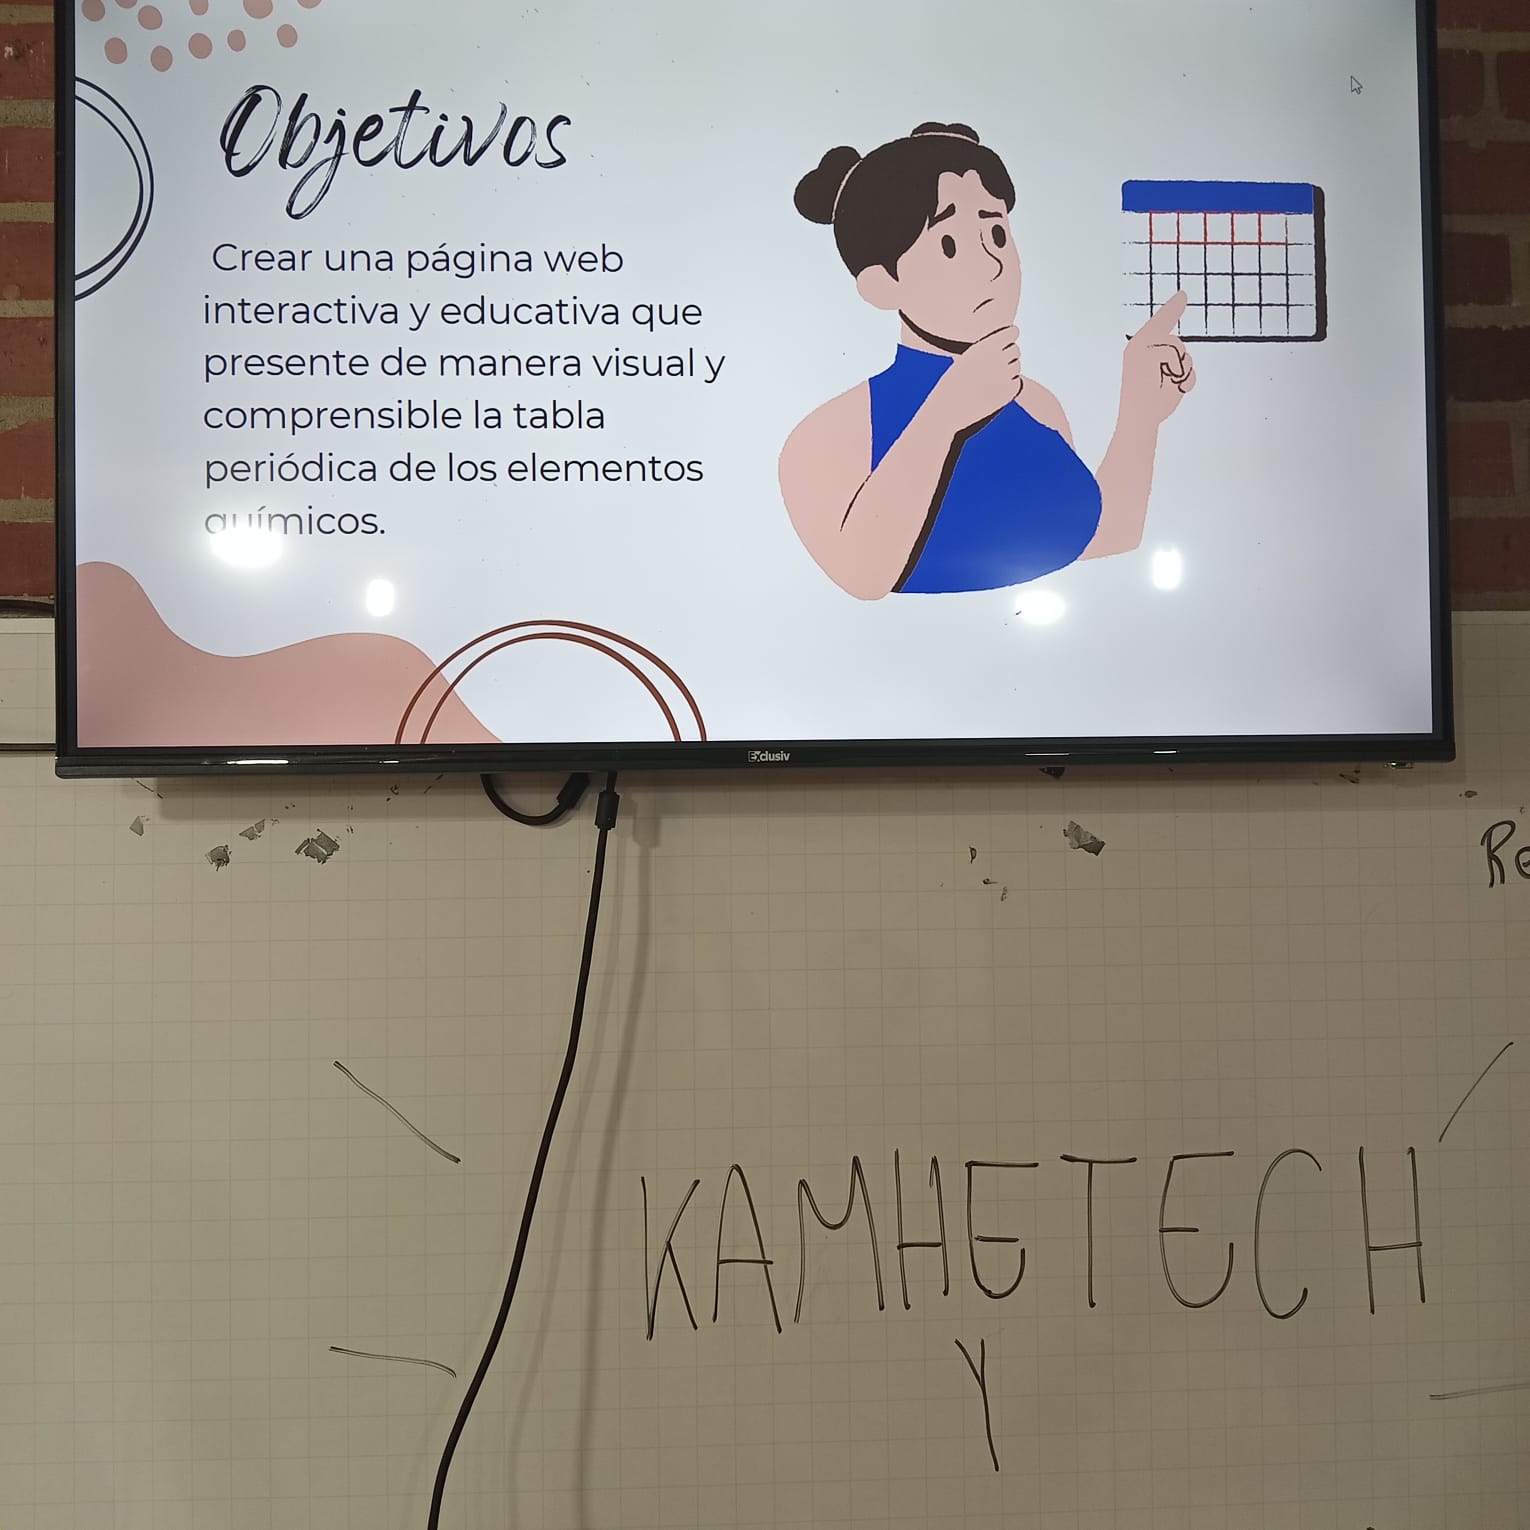 Objetivos
Crear una página web
interactiva y educativa que
presente de manera visual y
comprensible la tabla
periódica de los elementos
químicos.
Exclusiv
KAMHETECH
Y